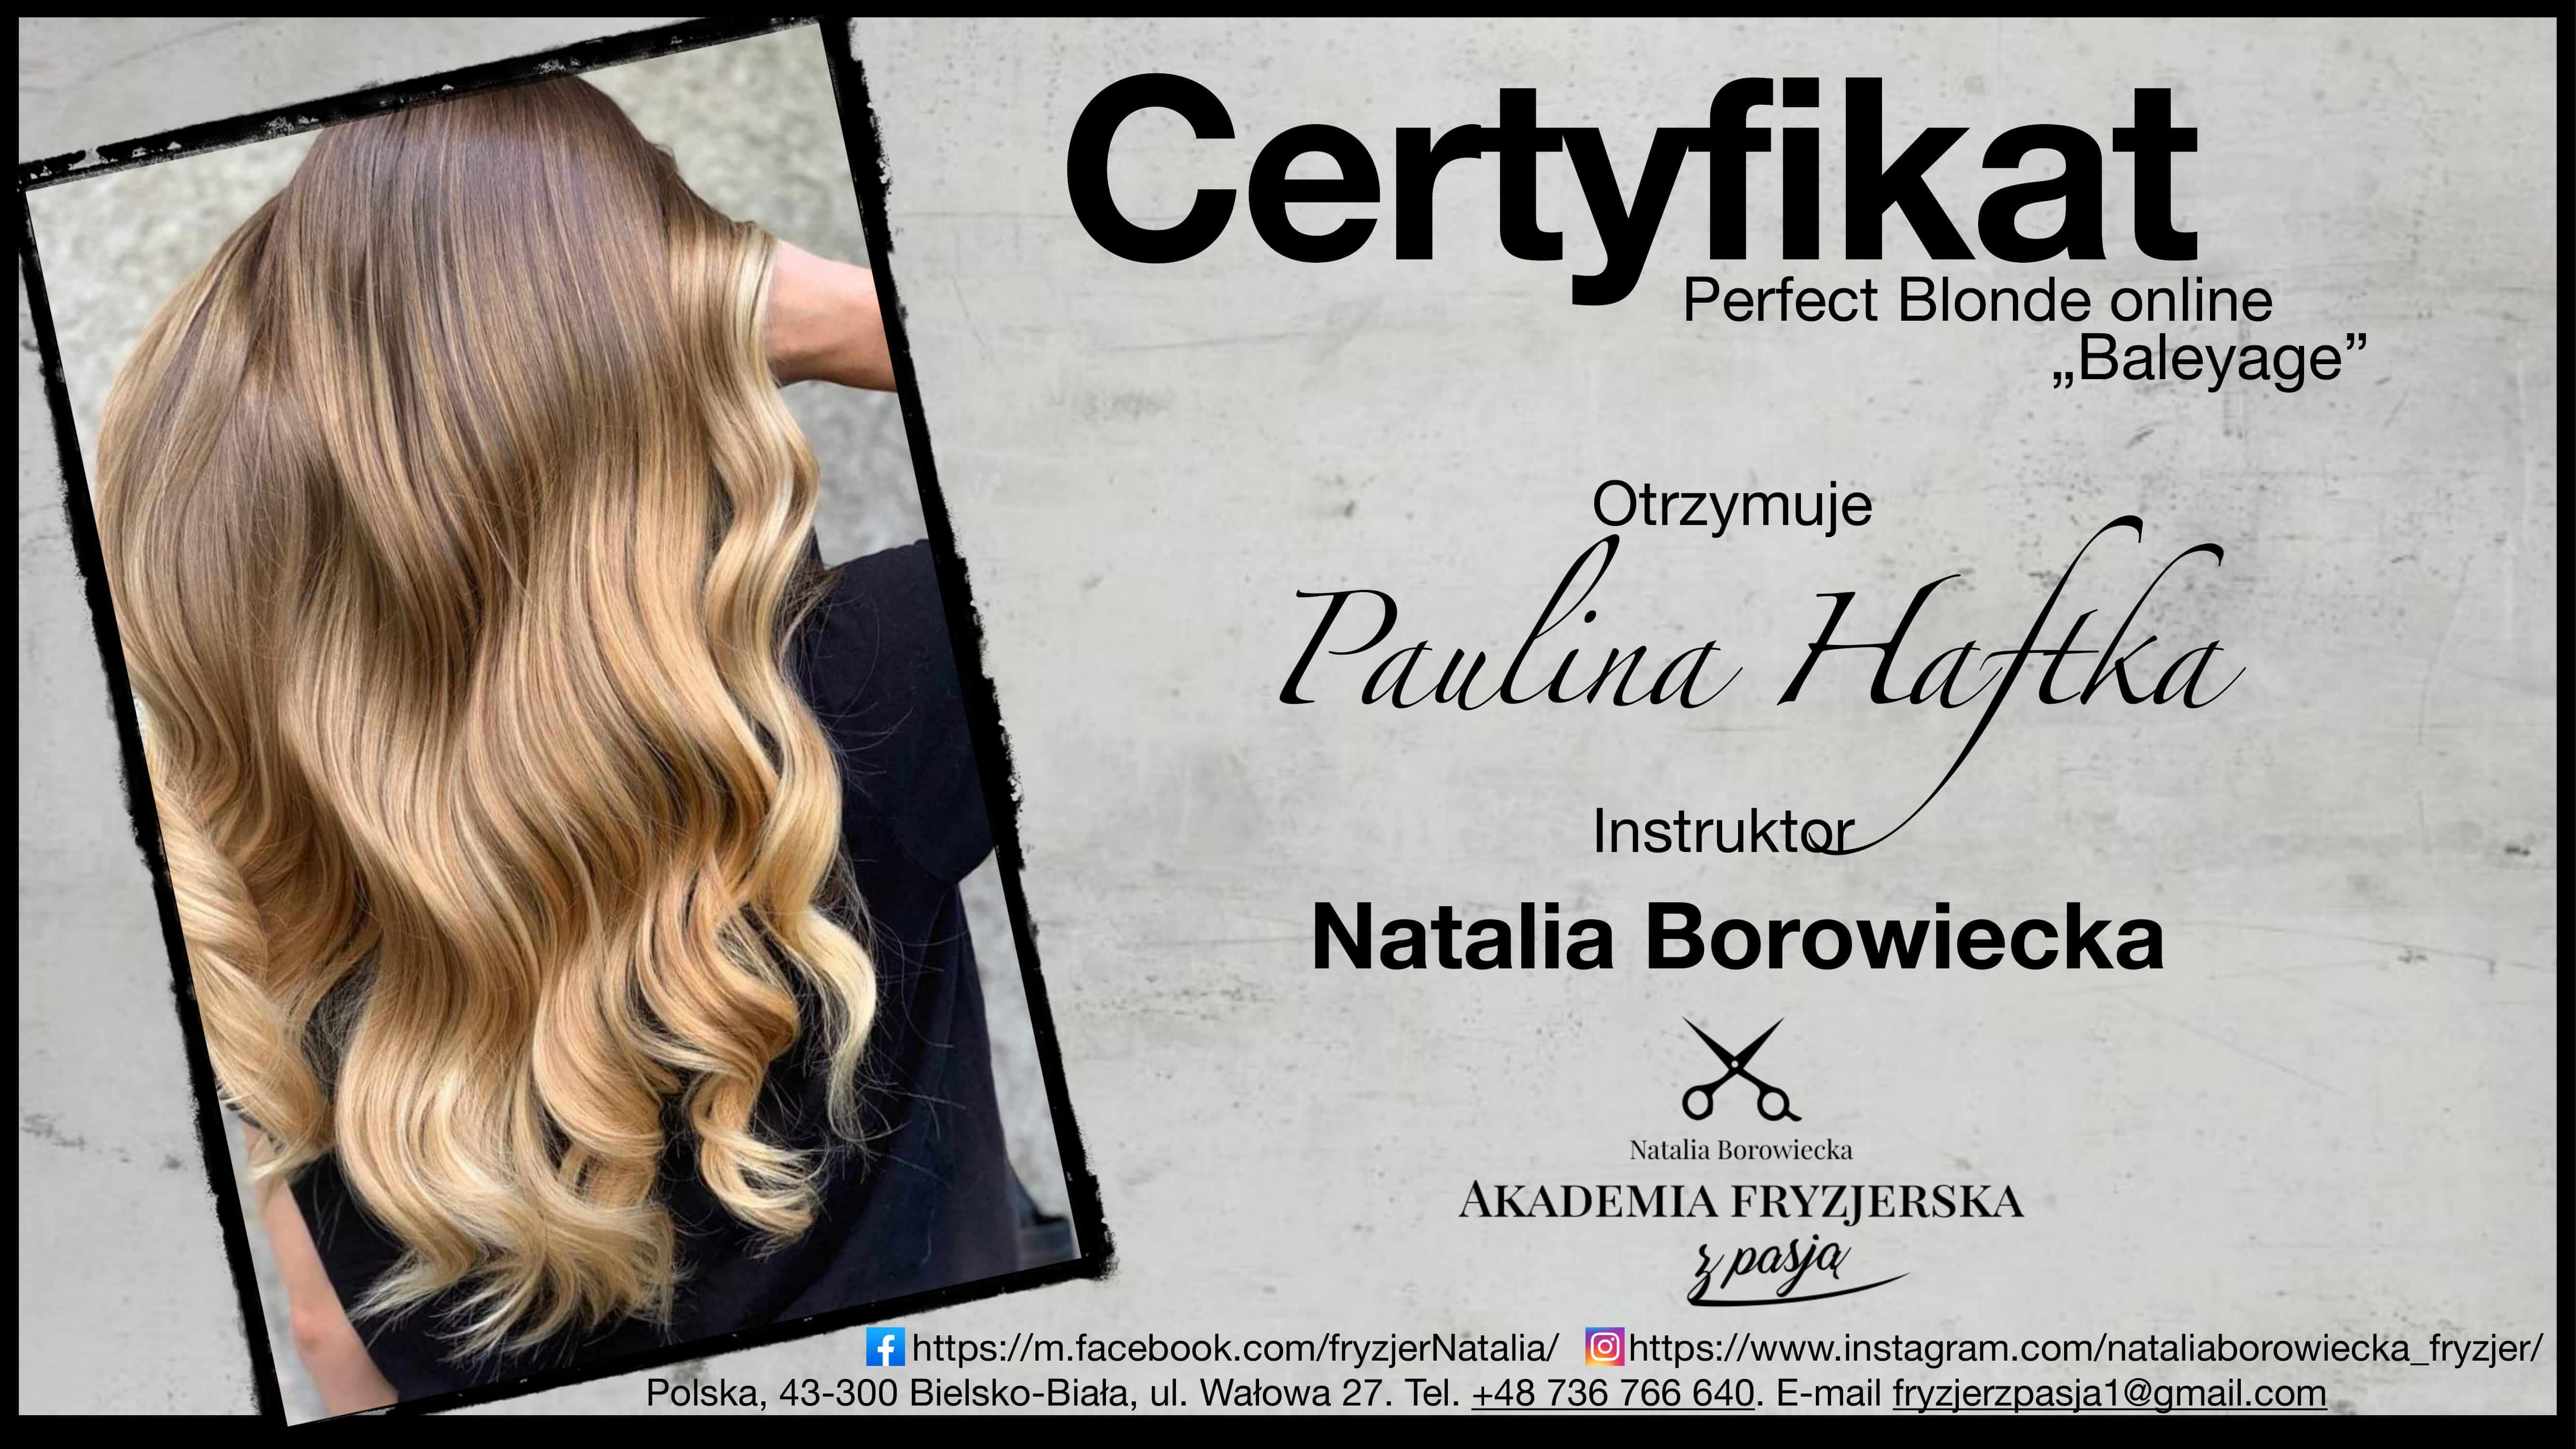 Certyfikat
Perfect Blonde online
„Baleyage”
Otrzymuje
Paulina Haftka
Instruktor
Natalia Borowiecka
Natalia Borowiecka
AKADEMIA FRYZJERSKA
z pasją
https://m.facebook.com/fryzjerNatalia/ https://www.instagram.com/nataliaborowiecka_fryzjer/
Polska, 43-300 Bielsko-Biała, ul. Wałowa 27. Tel. +48 736 766 640. E-mail fryzjerzpasja1@gmail.com